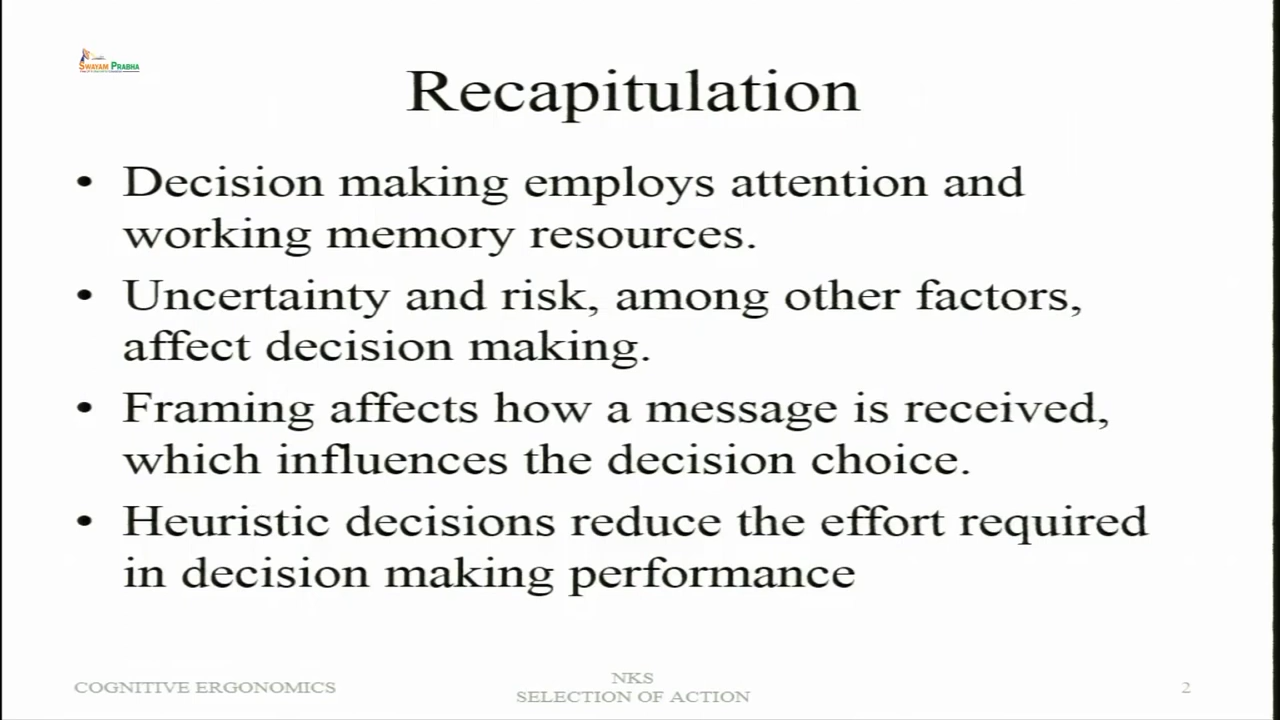 SWAYAM PRABHA
Recapitulation
• Decision making employs attention and
working memory resources.
• Uncertainty and risk, among other factors,
affect decision making.
• Framing affects how a message is received,
which influences the decision choice.
• Heuristic decisions reduce the effort required
in decision making performance
COGNITIVE ERGONOMICS
NKS
SELECTION OF ACTION
2